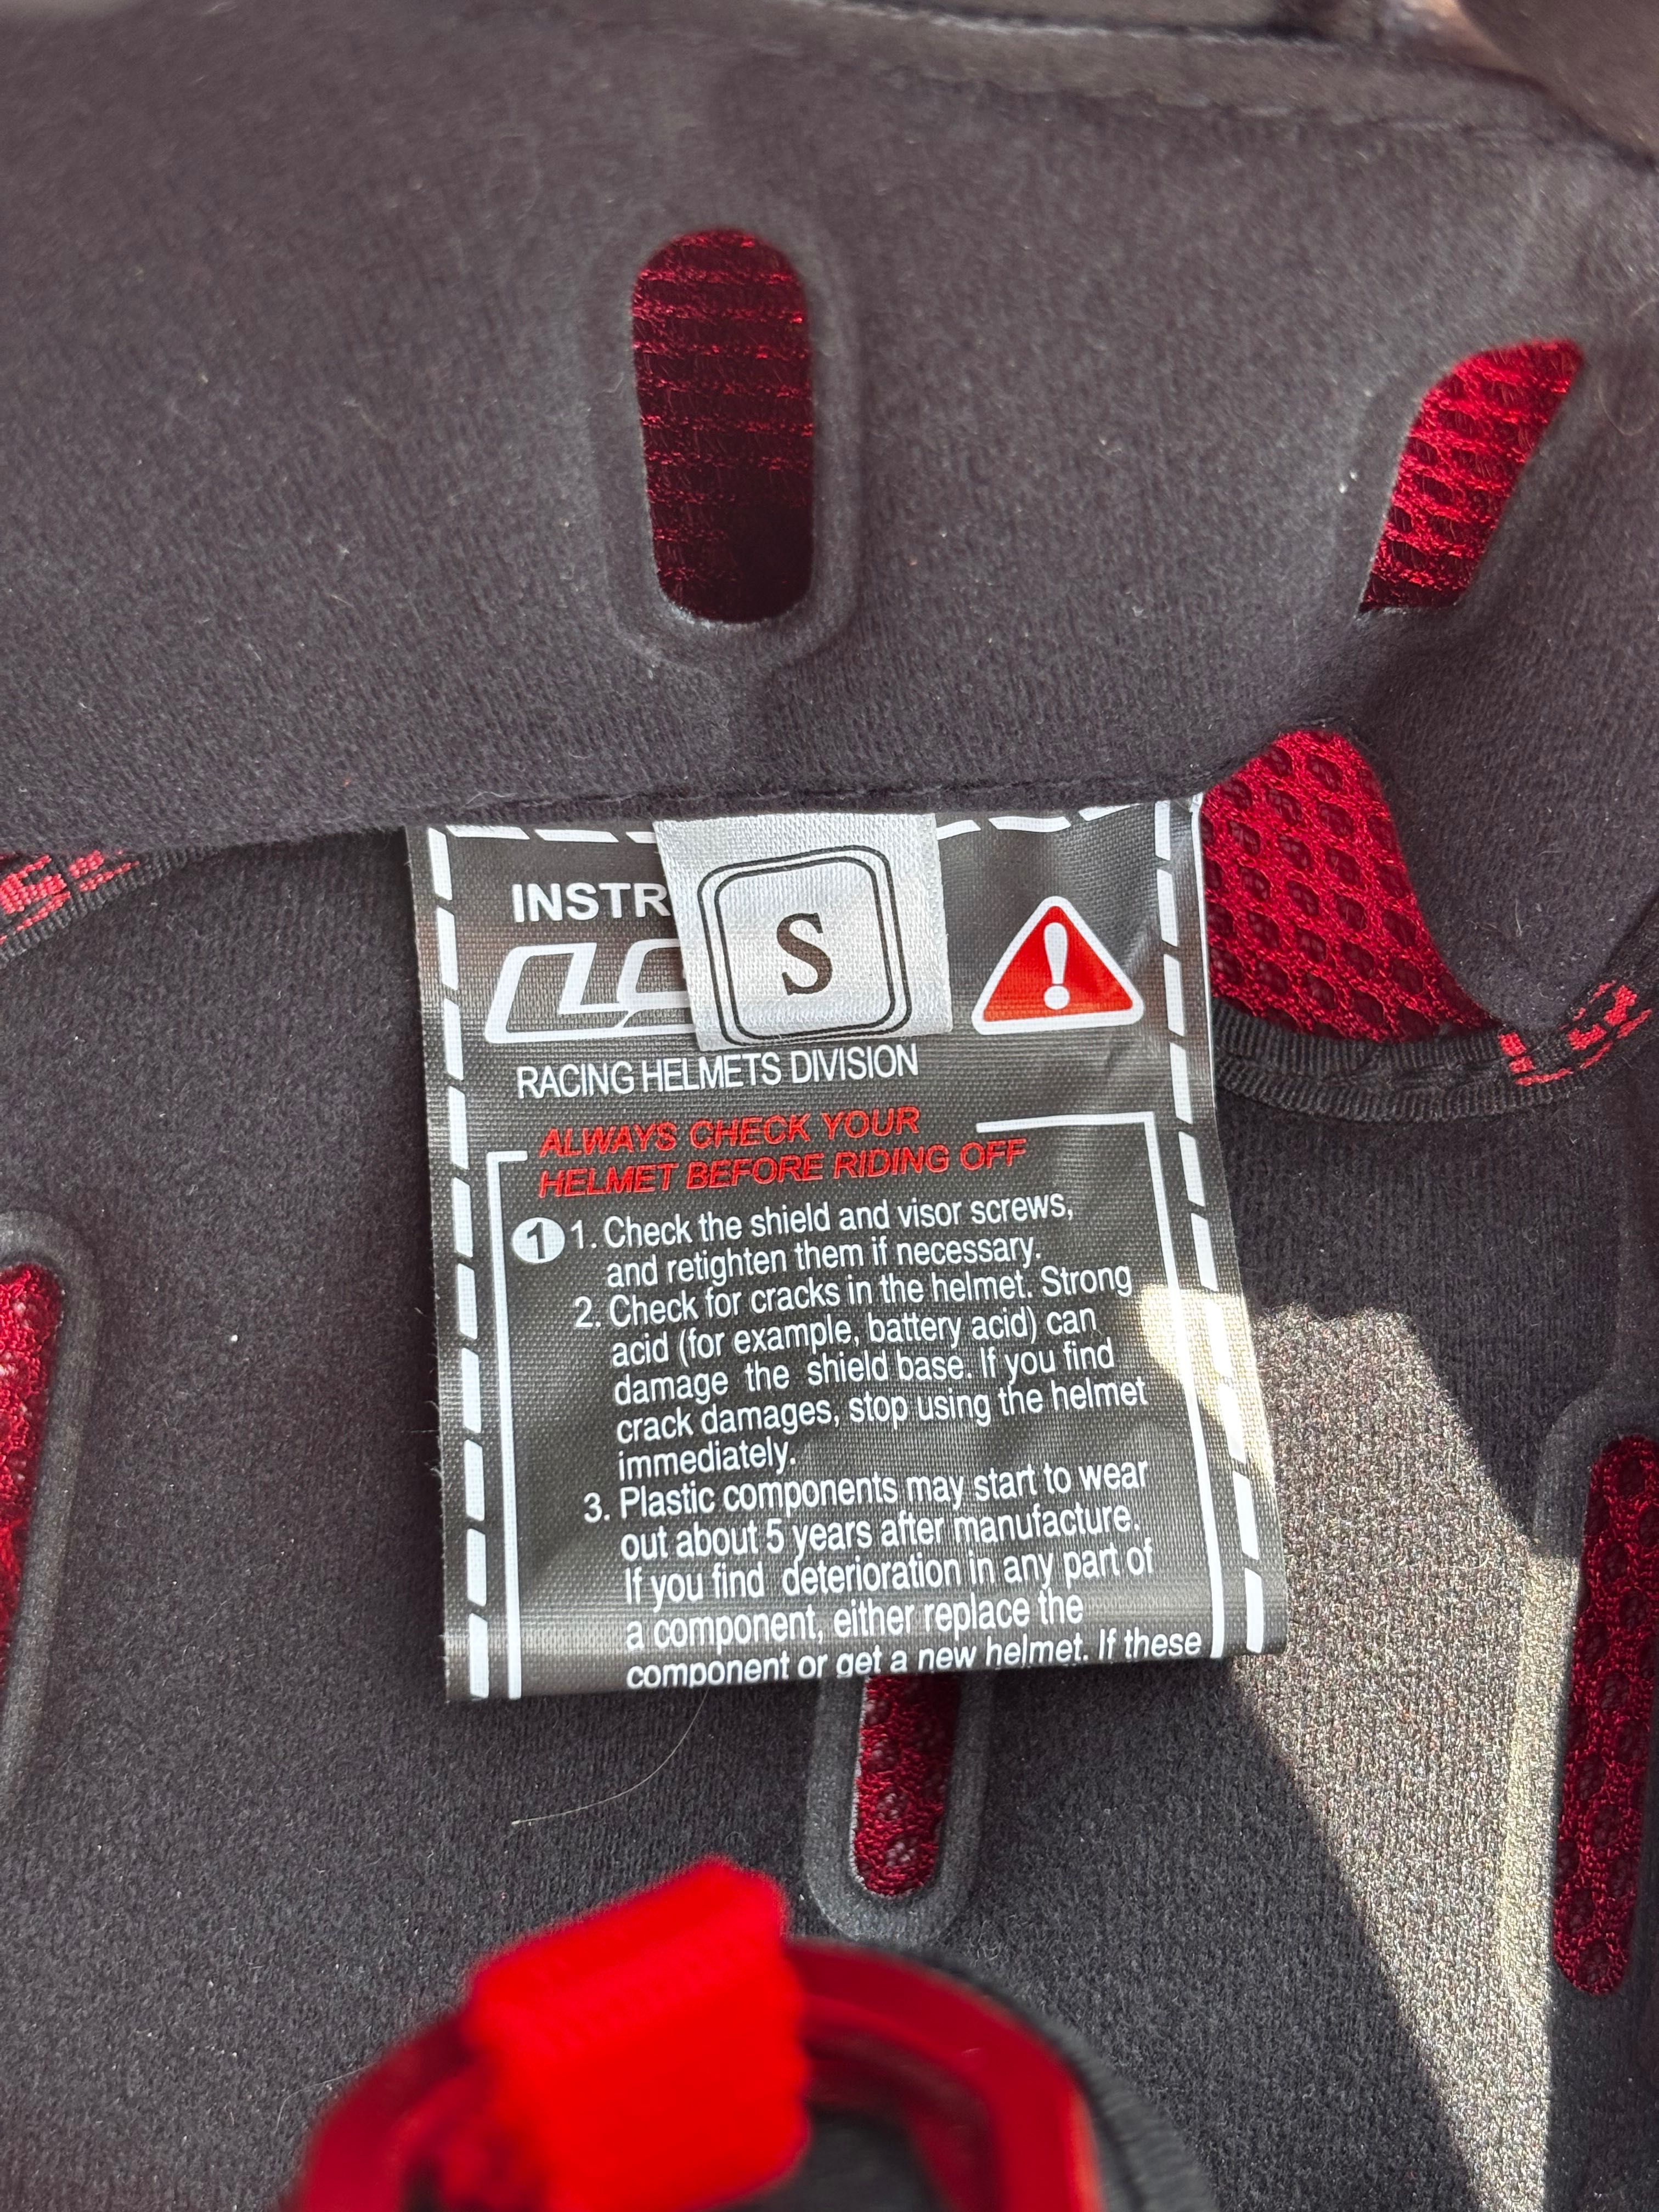 INSTR
S
RACING HELMETS DIVISION
ALWAYS CHECK YOUR
HELMET BEFORE RIDING OFF
1 1. Check the shield and visor screws,
and retighten them if necessary.
2. Check for cracks in the helmet. Strong
acid (for example, battery acid) can
damage the shield base. If you find
crack damages, stop using the helmet
immediately.
3. Plastic components may start to wear
out about 5 years after manufacture.
If you find deterioration in any part of
a component, either replace the
component or get a new helmet. If these